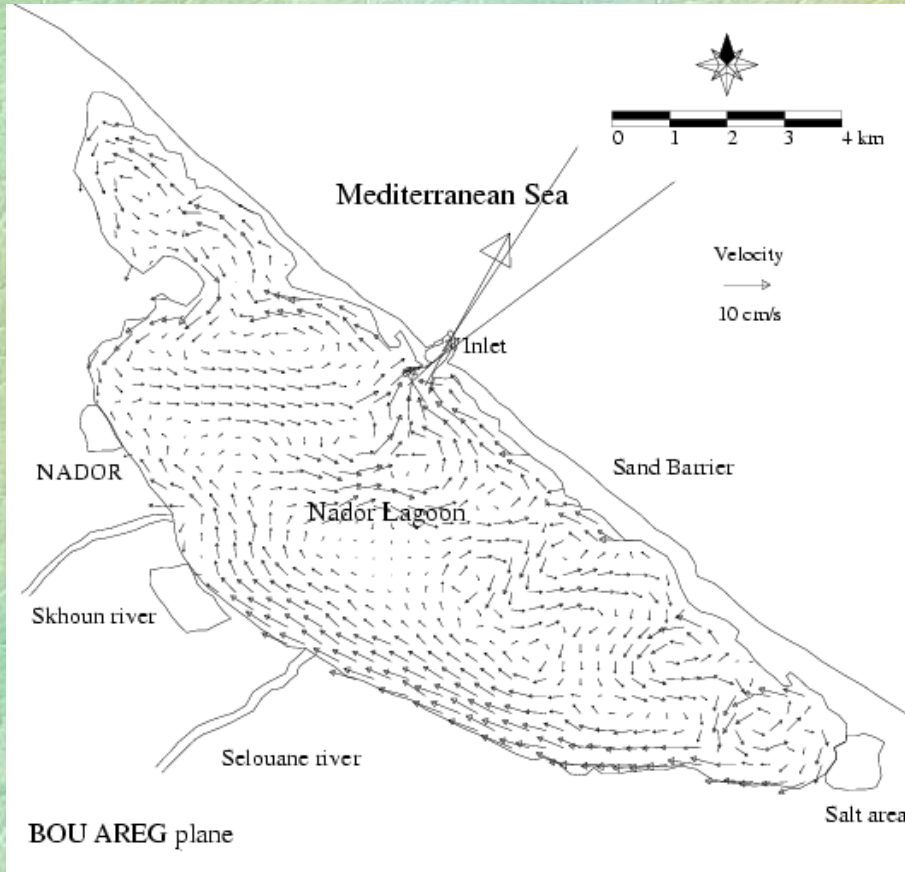 0 1 2 3 4 km
Mediterranean Sea
Velocity
10 cm/s
Inlet
Sand Barrier
NADOR
Nador Lagoon
Skhoun river
Selouane river
Salt area
BOU AREG plane